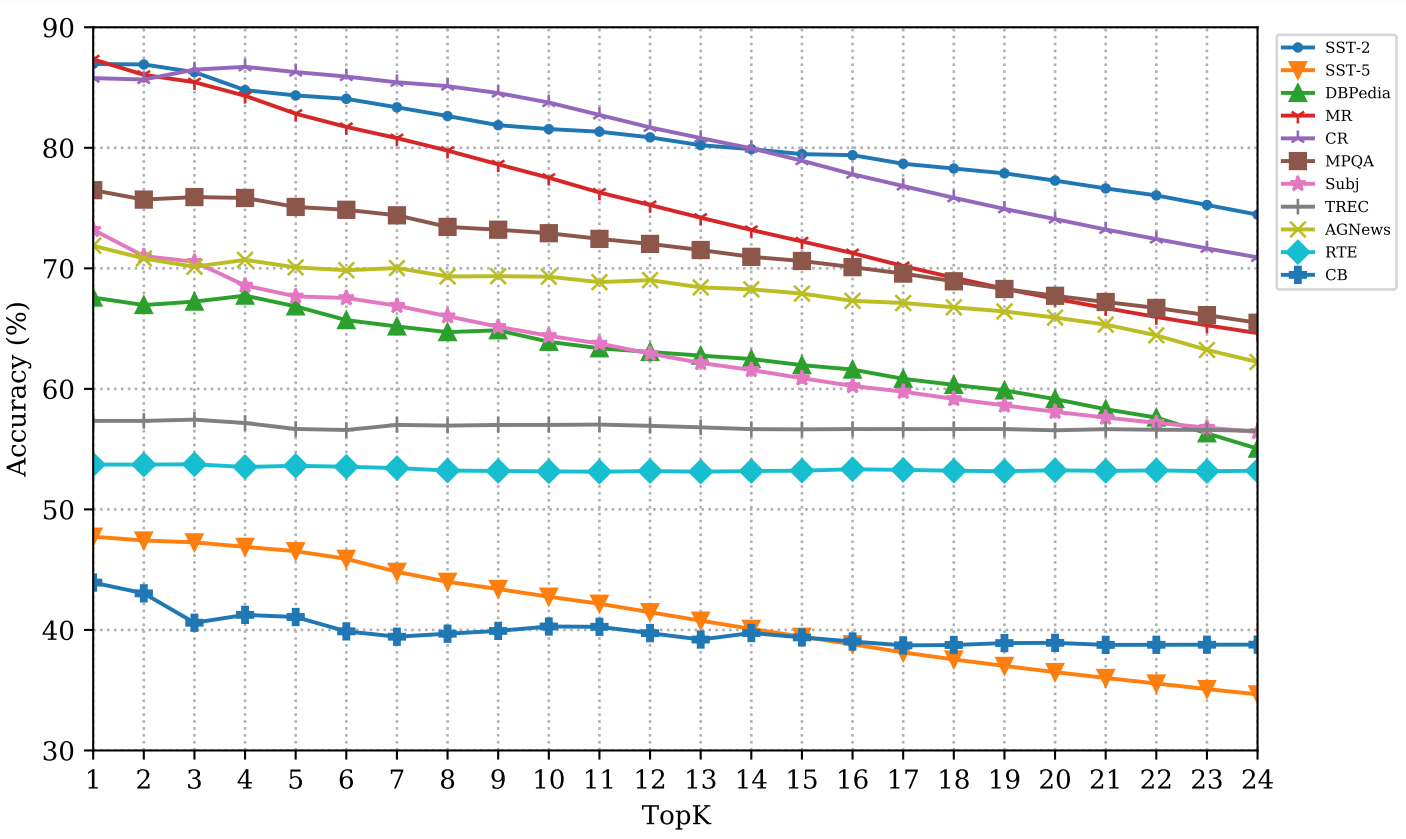 90
80
70
60
50
40
30
Accuracy (%)
1 2 3 4 5 6 7 8 9 10 11 12 13 14 15 16 17 18 19 20 21 22 23 24
TopK
SST-2
SST-5
DBPedia
MR
CR
MPQA
Subj
TREC
AGNews
RTE
CB